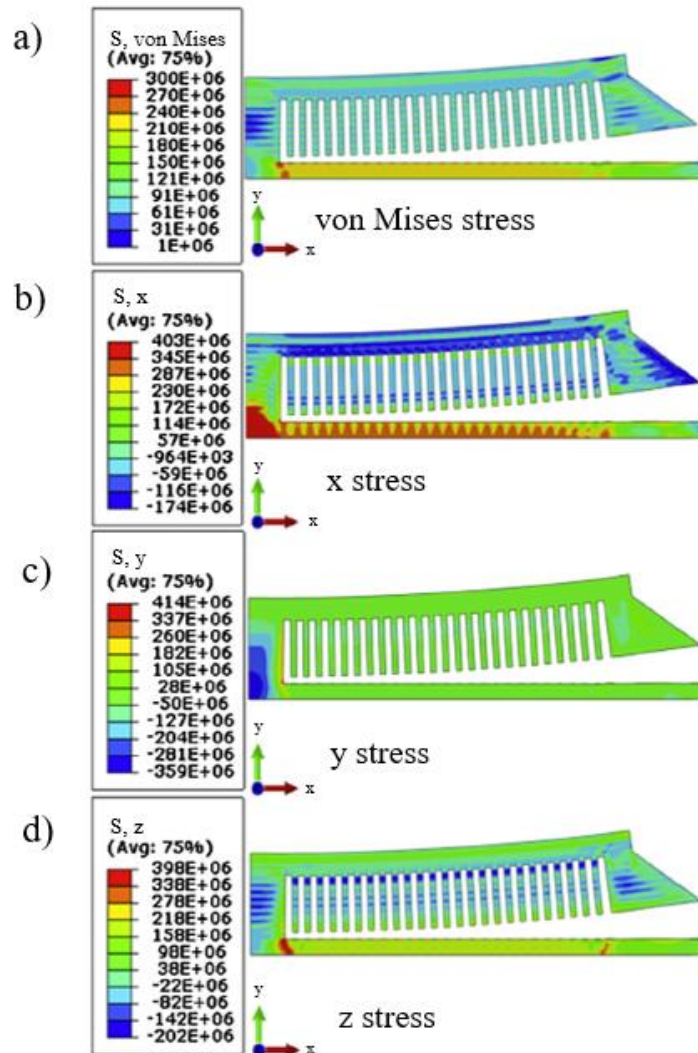 a)
S, von Mises
(Avg: 75%)
300E+06
270E+06
240E+06
210E+06
180E+06
150E+06
121E+06
91E+06
61E+06
31E+06
1E+06
y
x
von Mises stress
b)
S, x
(Avg: 75%)
403E+06
345E+06
287E+06
230E+06
172E+06
114E+06
57E+06
-964E+03
-59E+06
-116E+06
-174E+06
y
x
x stress
c)
S, y
(Avg: 75%)
414E+06
337E+06
260E+06
182E+06
105E+06
28E+06
-50E+06
-127E+06
-204E+06
-281E+06
-359E+06
y
x
y stress
d)
S, z
(Avg: 75%)
398E+06
338E+06
278E+06
218E+06
158E+06
98E+06
38E+06
-22E+06
-82E+06
-142E+06
-202E+06
y
x
z stress